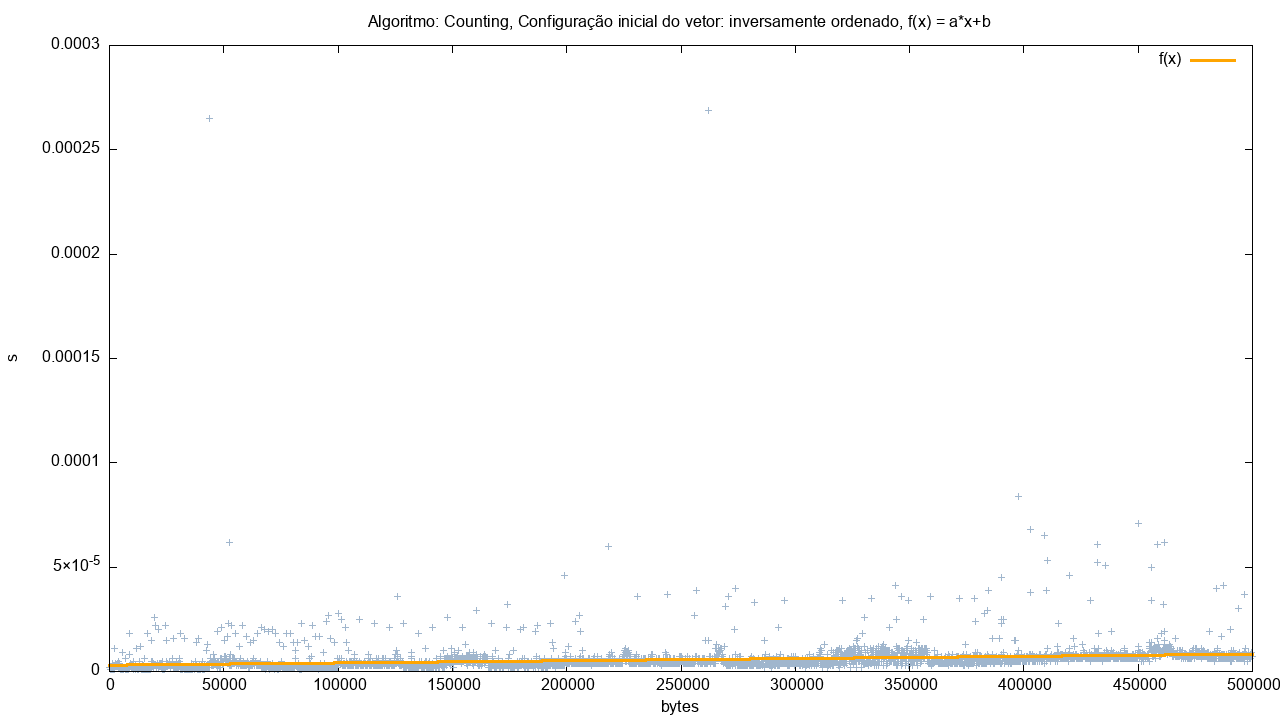 Algoritmo: Counting, Configuração inicial do vetor: inversamente ordenado, f(x) = a*x+b
f(x)
0.0003
0.00025
0.0002
0.00015
0.0001
5×10-5
0
s
0 50000 100000 150000 200000 250000 300000 350000 400000 450000 500000
bytes